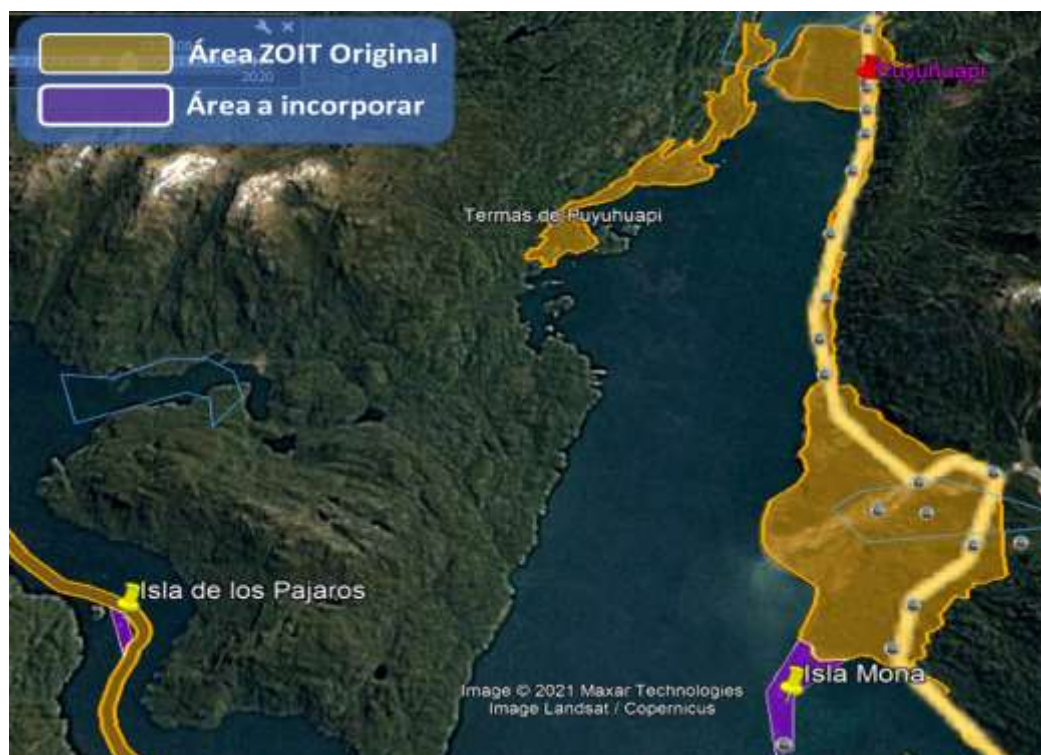 Área ZOIT Original
2020
Área a incorporar
Puyuhuapi
Termas de Puyuhuapi
Isla de los Pajaros
Isla Mona
Image © 2021 Maxar Technologies
Image Landsat / Copernicus